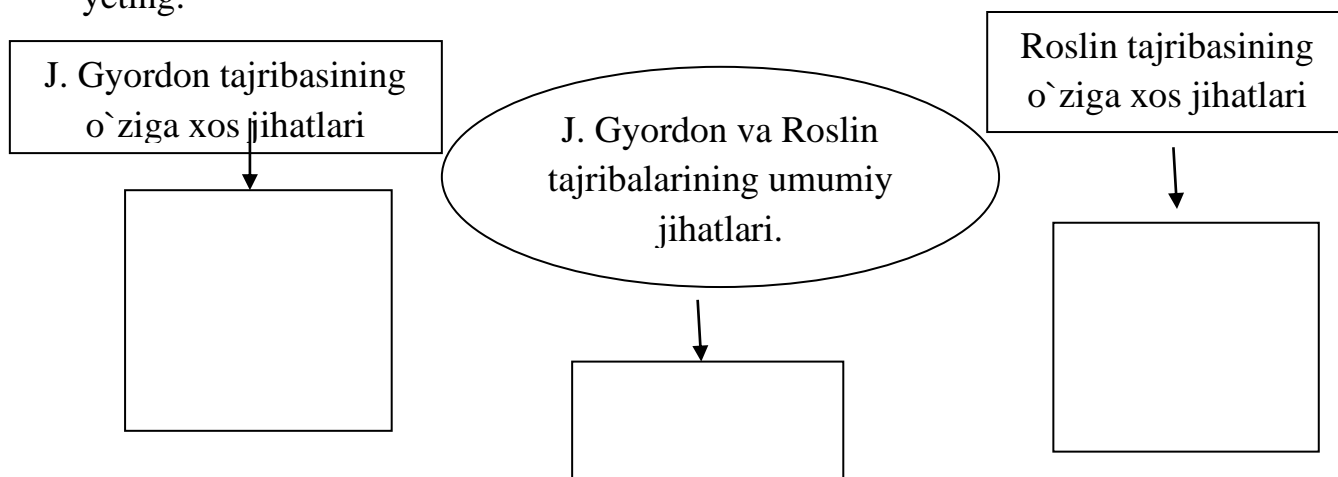 yeting.
J. Gyordon tajribasining
o`ziga xos jihatlari
J. Gyordon va Roslin
tajribalarining umumiy
jihatlari.
Roslin tajribasining
o`ziga xos jihatlari